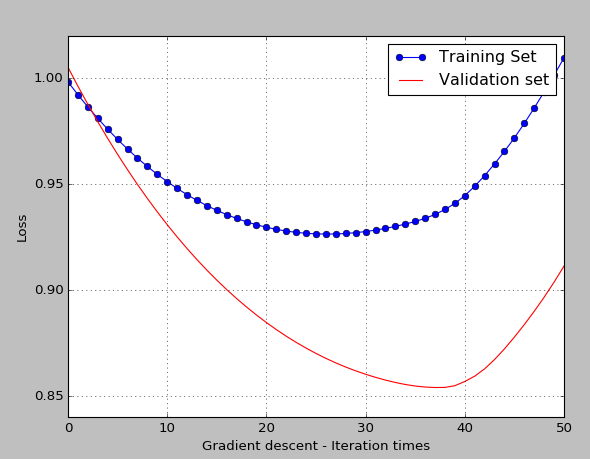 Training Set
Validation set
1.00
0.95
0.90
0.85
Loss
0 10 20 30 40 50
Gradient descent - Iteration times